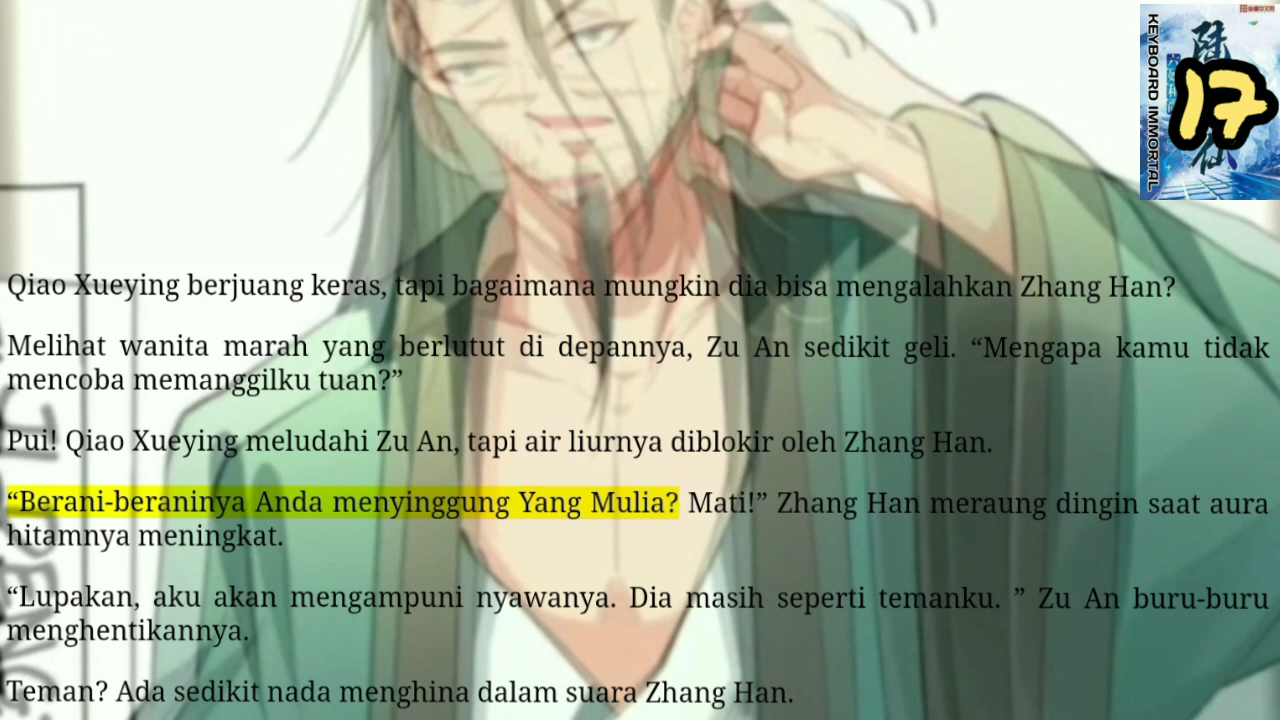 KEYBOARD IMMORTAL
陆
17
仙
Qiao Xueying berjuang keras, tapi bagaimana mungkin dia bisa mengalahkan Zhang Han?
Melihat wanita marah yang berlutut di depannya, Zu An sedikit geli. “Mengapa kamu tidak
mencoba memanggilku tuan?”
Pui! Qiao Xueying meludahi Zu An, tapi air liurnya diblokir oleh Zhang Han.
“Berani-beraninya Anda menyinggung Yang Mulia? Mati!” Zhang Han meraung dingin saat aura
hitamnya meningkat.
“Lupakan, aku akan mengampuni nyawanya. Dia masih seperti temanku. ” Zu An buru-buru
menghentikannya.
Teman? Ada sedikit nada menghina dalam suara Zhang Han.